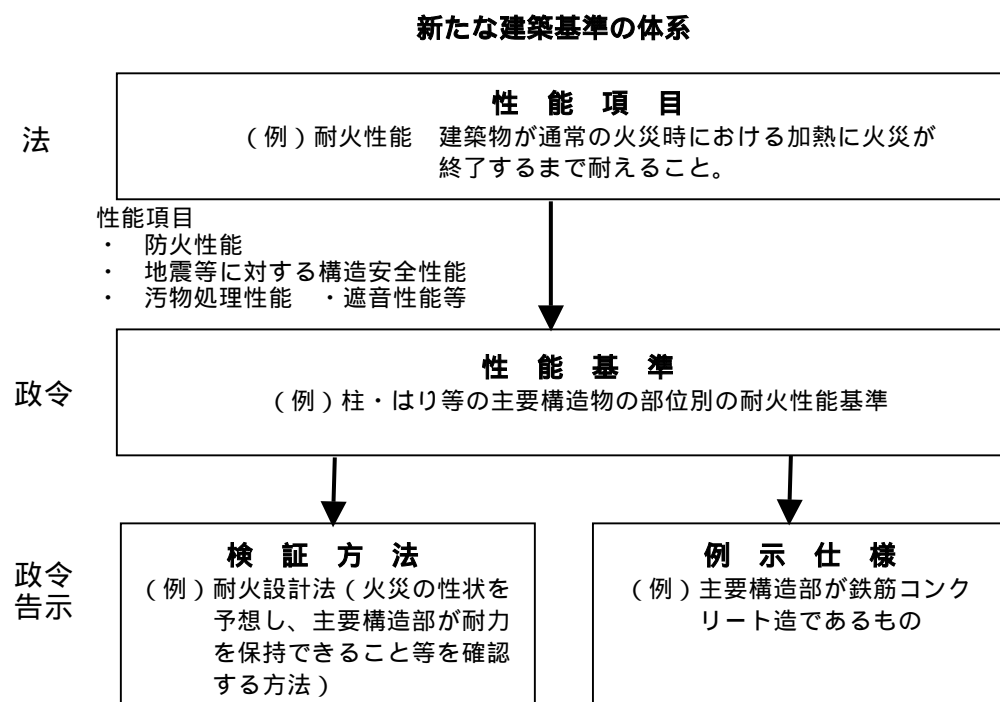 新たな建築基準の体系
法
性 能 項 目
(例)耐火性能 建築物が通常の火災時における加熱に火災が
終了するまで耐えること。
性能項目
・ 防火性能
・ 地震等に対する構造安全性能
・ 汚物処理性能 ・遮音性能等
政令
性 能 基 準
(例)柱・はり等の主要構造物の部位別の耐火性能基準
政令
告示
検 証 方 法
(例)耐火設計法(火災の性状を
予想し、主要構造部が耐力
を保持できること等を確認
する方法)
例 示 仕 様
(例)主要構造部が鉄筋コンク
リート造であるもの